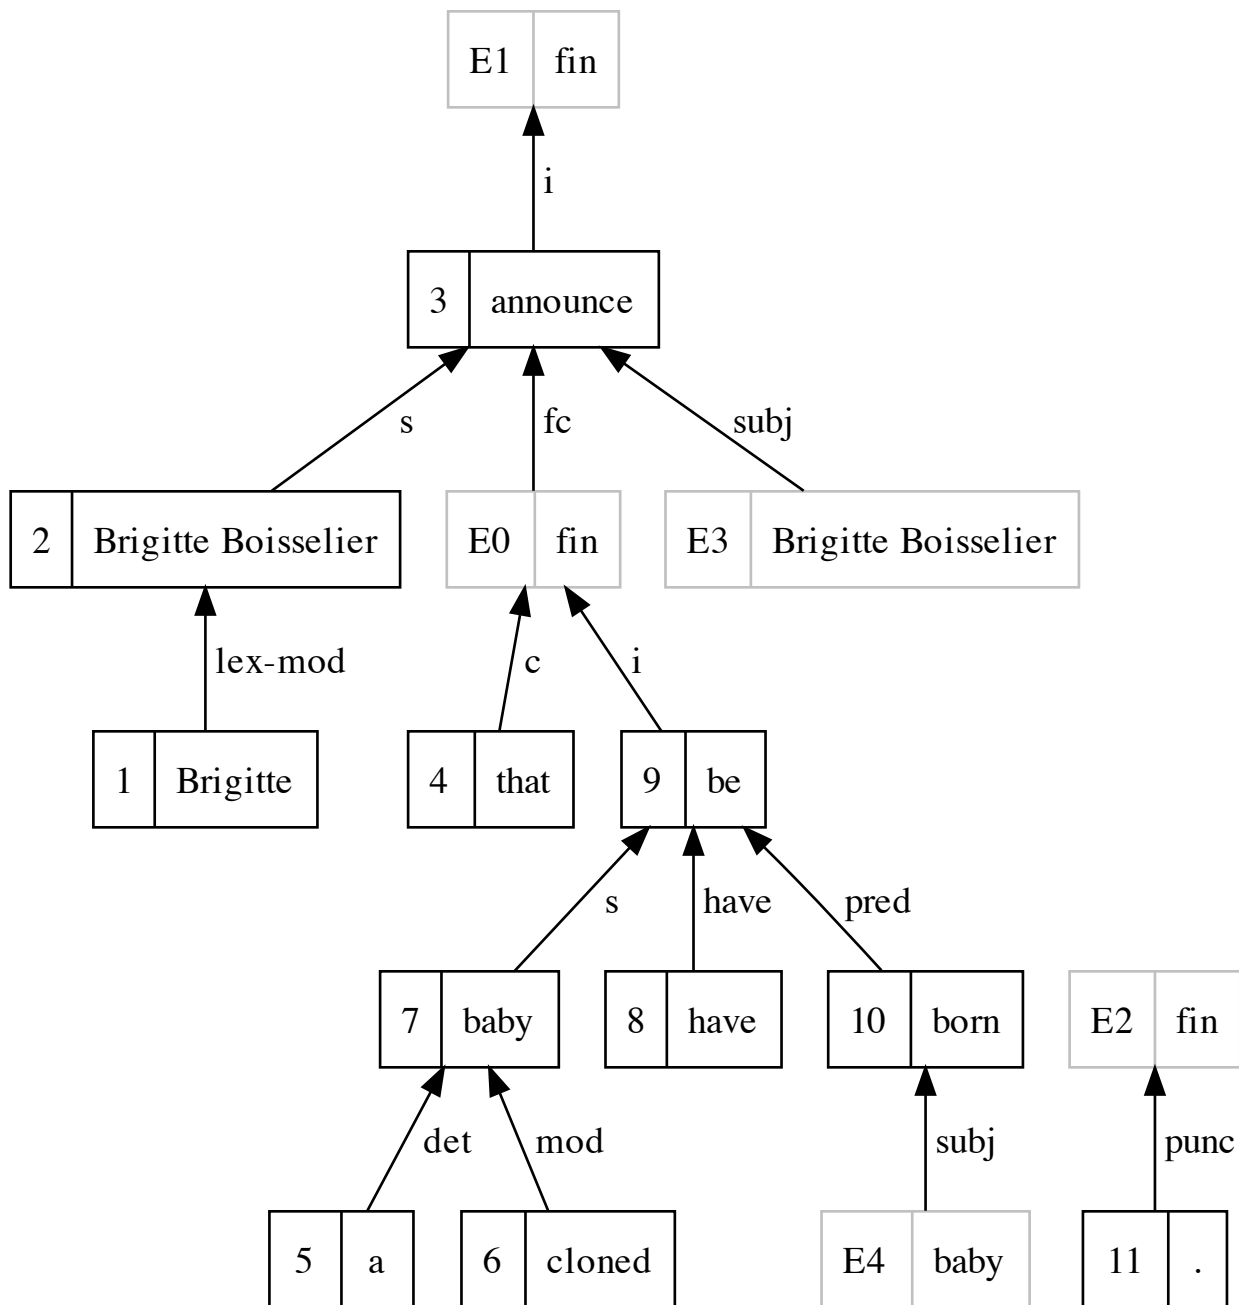 E1 fin
i
3 announce
s fc subj
2 Brigitte Boisselier E0 fin E3 Brigitte Boisselier
lex-mod c i
1 Brigitte 4 that 9 be
s have pred
7 baby 8 have 10 born E2 fin
det mod subj punc
5 a 6 cloned E4 baby 11 .